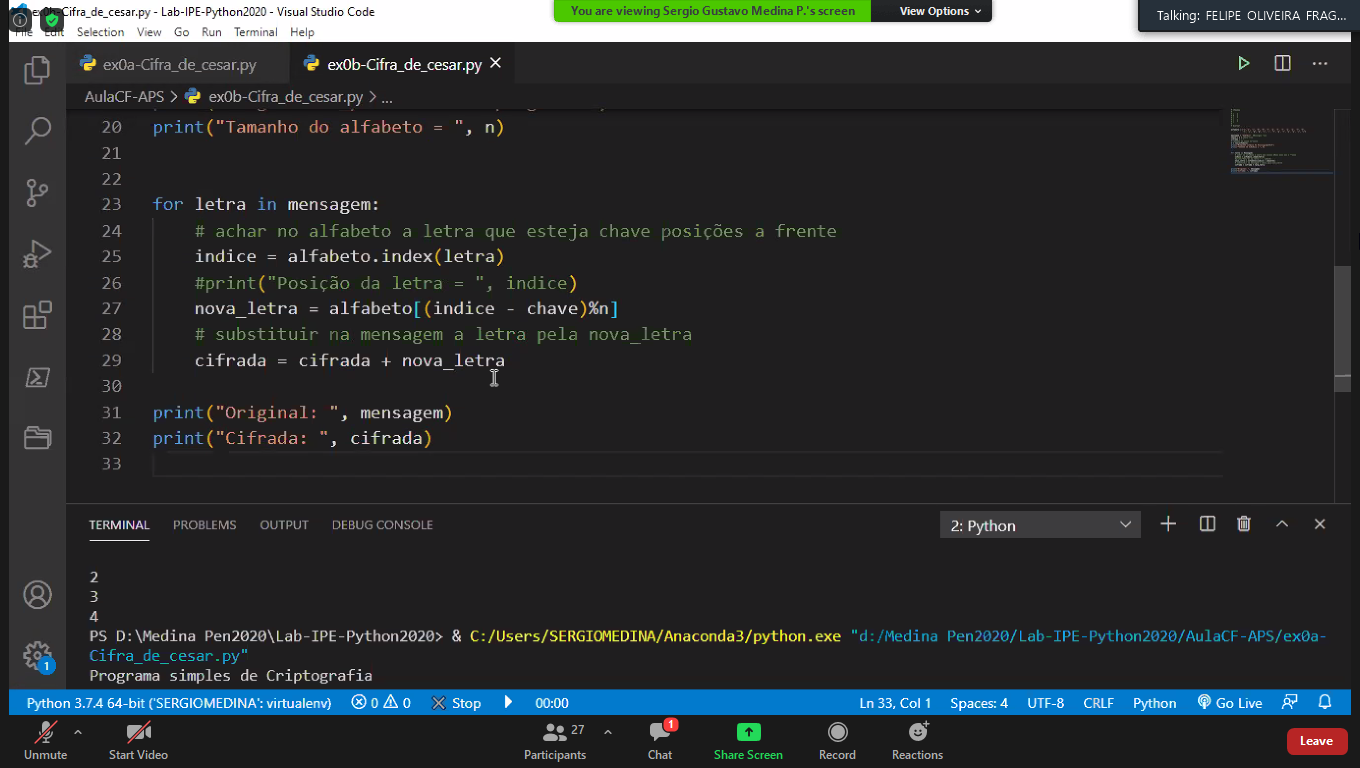 ex0b-Cifra_de_cesar.py - Lab-IPE-Python2020 - Visual Studio Code
You are viewing Sergio Gustavo Medina P.'s screen
View Options
Talking: FELIPE OLIVEIRA FRAG...
File Edit Selection View Go Run Terminal Help
ex0a-Cifra_de_cesar.py
ex0b-Cifra_de_cesar.py
AulaCF-APS > ex0b-Cifra_de_cesar.py > ...
20 print("Tamanho do alfabeto = ", n)
21
22
23 for letra in mensagem:
24 # achar no alfabeto a letra que esteja chave posições a frente
25 indice = alfabeto.index(letra)
26 #print("Posição da letra = ", indice)
27 nova_letra = alfabeto[(indice - chave)%n]
28 # substituir na mensagem a letra pela nova_letra
29 cifrada = cifrada + nova_letra
30
31 print("Original: ", mensagem)
32 print("Cifrada: ", cifrada)
33
TERMINAL PROBLEMS OUTPUT DEBUG CONSOLE
2: Python
2
3
4
PS D:\Medina Pen2020\Lab-IPE-Python2020> & C:/Users/SERGIOMEDINA/Anaconda3/python.exe "d:/Medina Pen2020/Lab-IPE-Python2020/AulaCF-APS/ex0a-
Cifra_de_cesar.py"
Programa simples de Criptografia
1
Python 3.7.4 64-bit ('SERGIOMEDINA': virtualenv) 0 0 Stop 00:00 Ln 33, Col 1 Spaces: 4 UTF-8 CRLF Python Go Live
27
1
Unmute Start Video Participants Chat Share Screen Record Reactions Leave